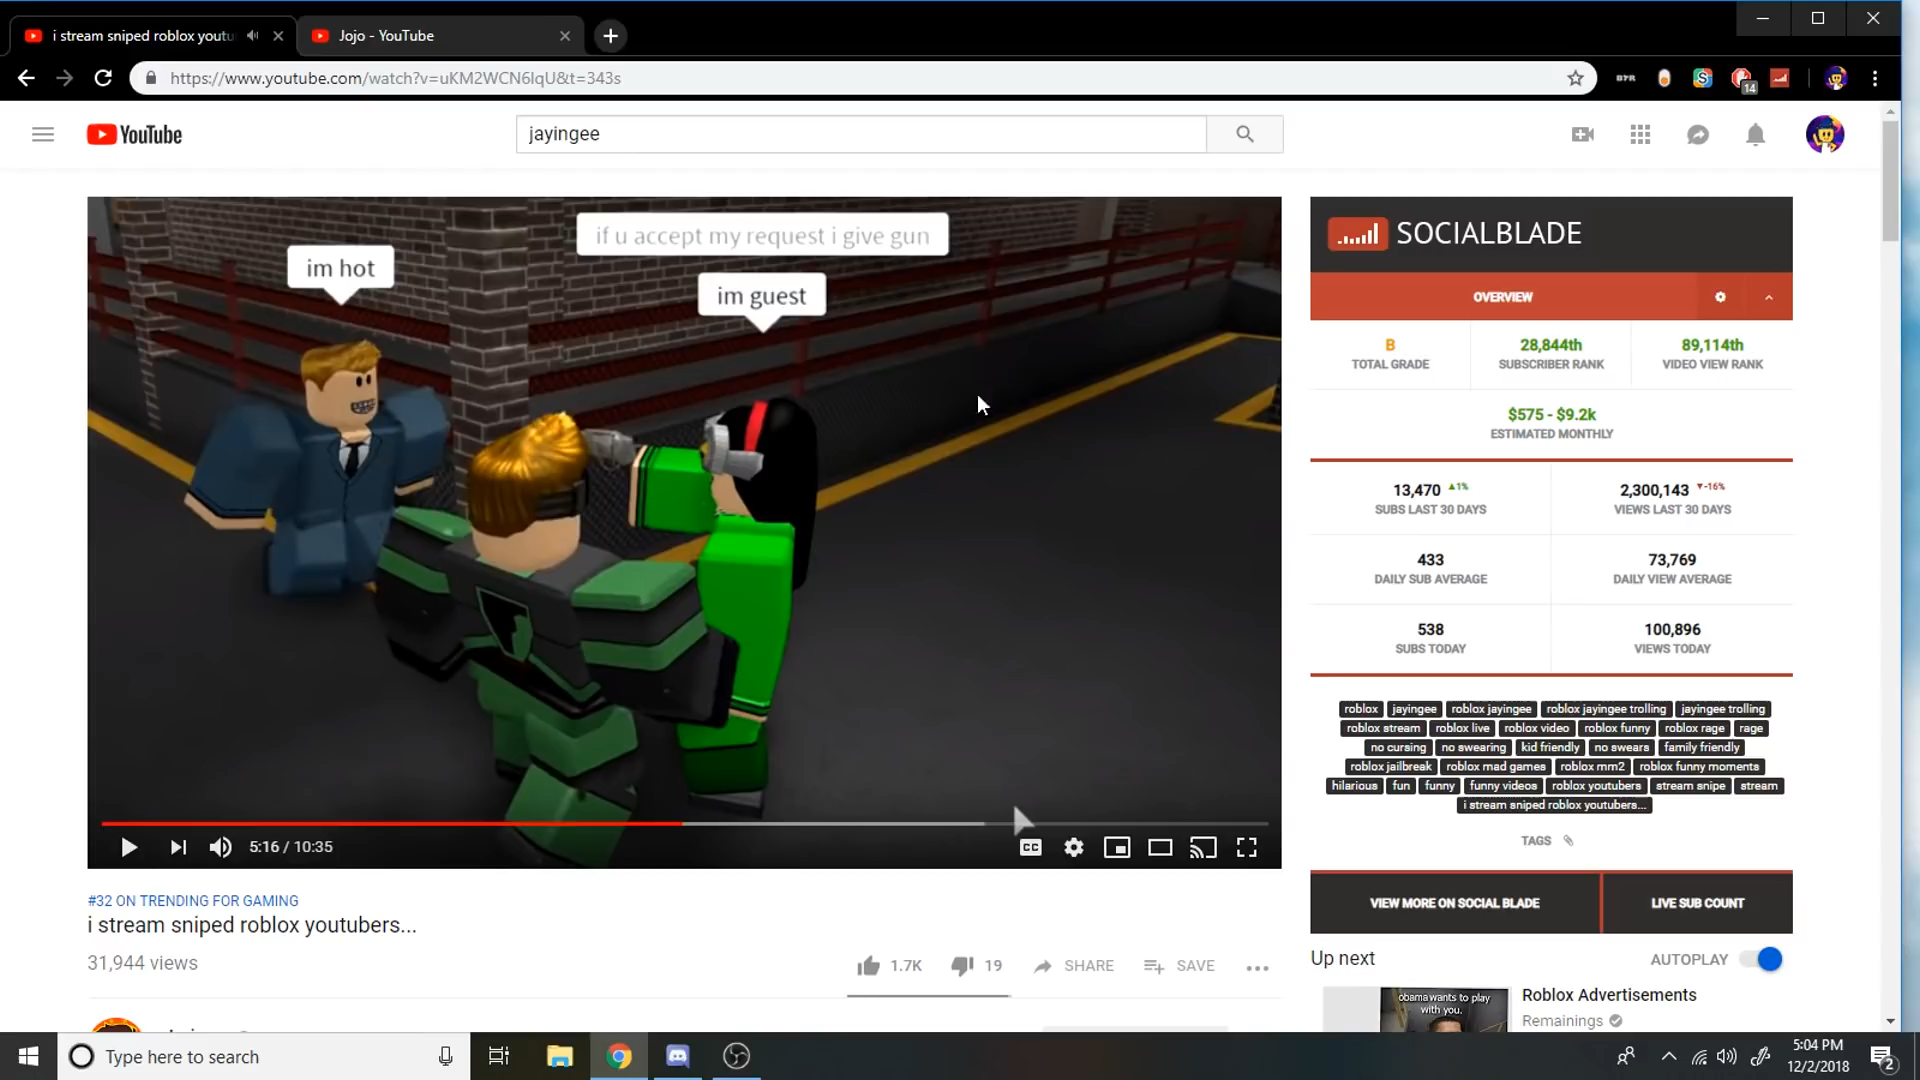 i stream sniped roblox youtu
Jojo - YouTube
https://www.youtube.com/watch?v=uKM2WCN6IqU&t=343s
14
YouTube
jayingee
if u accept my request i give gun
im hot
im guest
5:16 / 10:35
CC
#32 ON TRENDING FOR GAMING
i stream sniped roblox youtubers...
31,944 views
1.7K
19
SHARE
SAVE
SOCIALBLADE
OVERVIEW
B
28,844th
89,114th
TOTAL GRADE
SUBSCRIBER RANK
VIDEO VIEW RANK
$575 - $9.2k
ESTIMATED MONTHLY
13,470 ▲1%
2,300,143 ▼-16%
SUBS LAST 30 DAYS
VIEWS LAST 30 DAYS
433
73,769
DAILY SUB AVERAGE
DAILY VIEW AVERAGE
538
100,896
SUBS TODAY
VIEWS TODAY
roblox jayingee roblox jayingee roblox jayingee trolling jayingee trolling
roblox stream roblox live roblox video roblox funny roblox rage rage
no cursing no swearing kid friendly no swears family friendly
roblox jailbreak roblox mad games roblox mm2 roblox funny moments
hilarious fun funny funny videos roblox youtubers stream snipe stream
i stream sniped roblox youtubers...
TAGS
VIEW MORE ON SOCIAL BLADE
LIVE SUB COUNT
Up next
AUTOPLAY
obama wants to play
with you.
Roblox Advertisements
Remainings
Type here to search
5:04 PM
12/2/2018
2